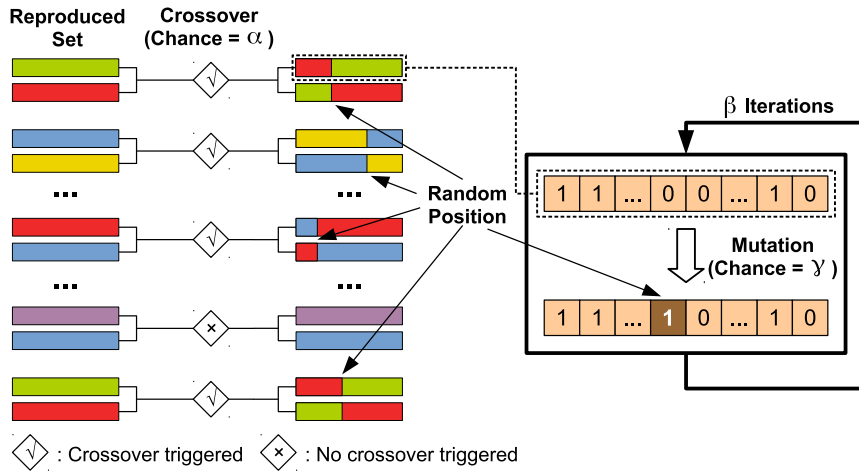 Reproduced
Set
Crossover
(Chance = α )
√
√
...
...
√
...
...
×
√
Random
Position
β Iterations
1 1 ... 0 0 ... 1 0
Mutation
(Chance = γ)
1 1 ... 1 0 ... 1 0
√ : Crossover triggered
× : No crossover triggered